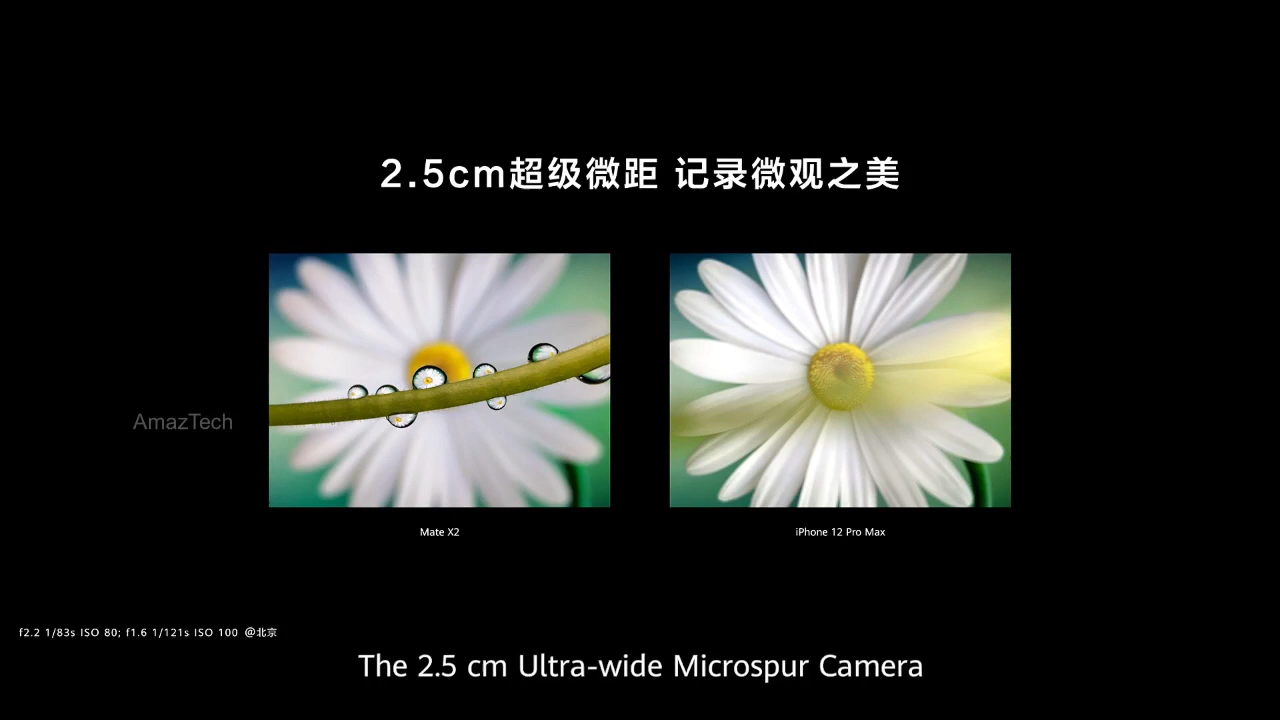 2.5cm超级微距 记录微观之美
AmazTech
Mate X2
iPhone 12 Pro Max
f2.2 1/83s ISO 80; f1.6 1/121s ISO 100 @北京
The 2.5 cm Ultra-wide Microspur Camera